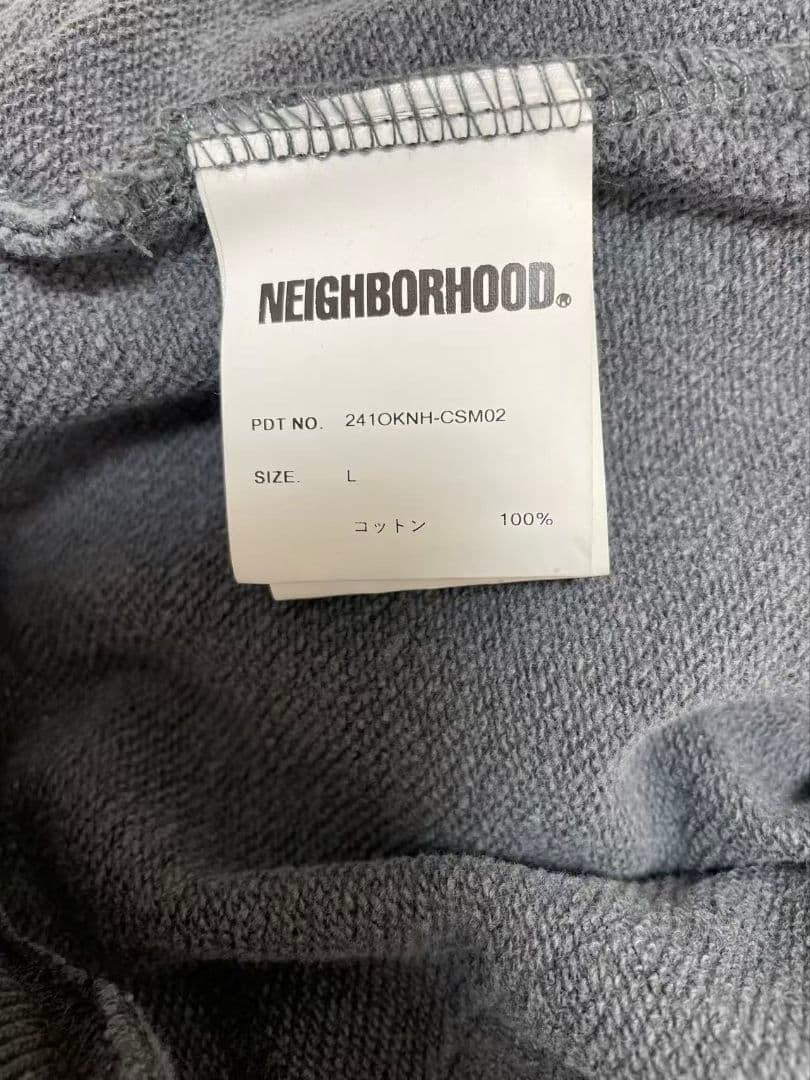 NEIGHBORHOOD®
PDT NO. 241OKNH-CSM02
SIZE. L
コットン 100%